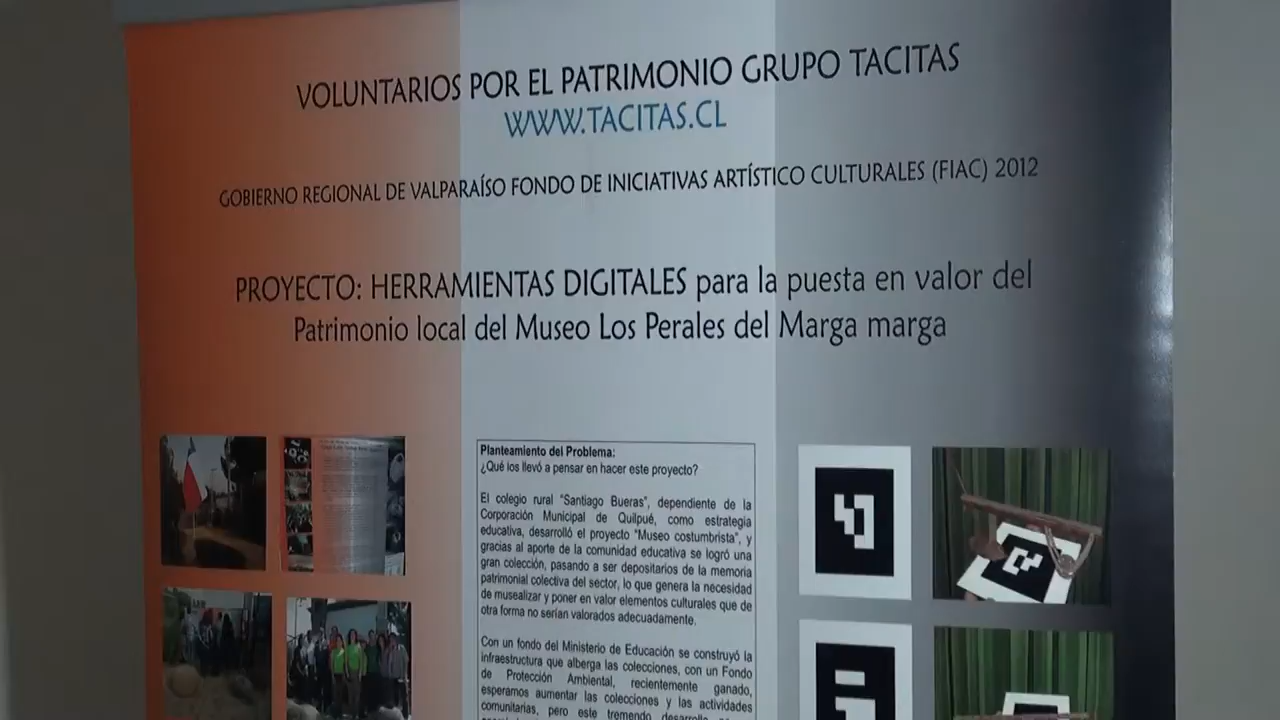 VOLUNTARIOS POR EL PATRIMONIO GRUPO TACITAS
WWW.TACITAS.CL
GOBIERNO REGIONAL DE VALPARAÍSO FONDO DE INICIATIVAS ARTÍSTICO CULTURALES (FIAC) 2012
PROYECTO: HERRAMIENTAS DIGITALES para la puesta en valor del
Patrimonio local del Museo Los Perales del Marga marga
Planteamiento del Problema:
¿Qué los llevó a pensar en hacer este proyecto?
El colegio rural "Santiago Bueras", dependiente de la
Corporación Municipal de Quilpué, como estrategia
educativa, desarrolló el proyecto "Museo costumbrista", y
gracias al aporte de la comunidad educativa se logró una
gran colección, pasando a ser depositarios de la memoria
patrimonial colectiva del sector, lo que genera la necesidad
de musealizar y poner en valor elementos culturales que de
otra forma no serían valorados adecuadamente.
Con un fondo del Ministerio de Educación se construyó la
infraestructura que alberga las colecciones, con un Fondo
de Protección Ambiental, recientemente ganado,
esperamos aumentar las colecciones y las actividades
comunitarias, pero este tremendo desarrollo